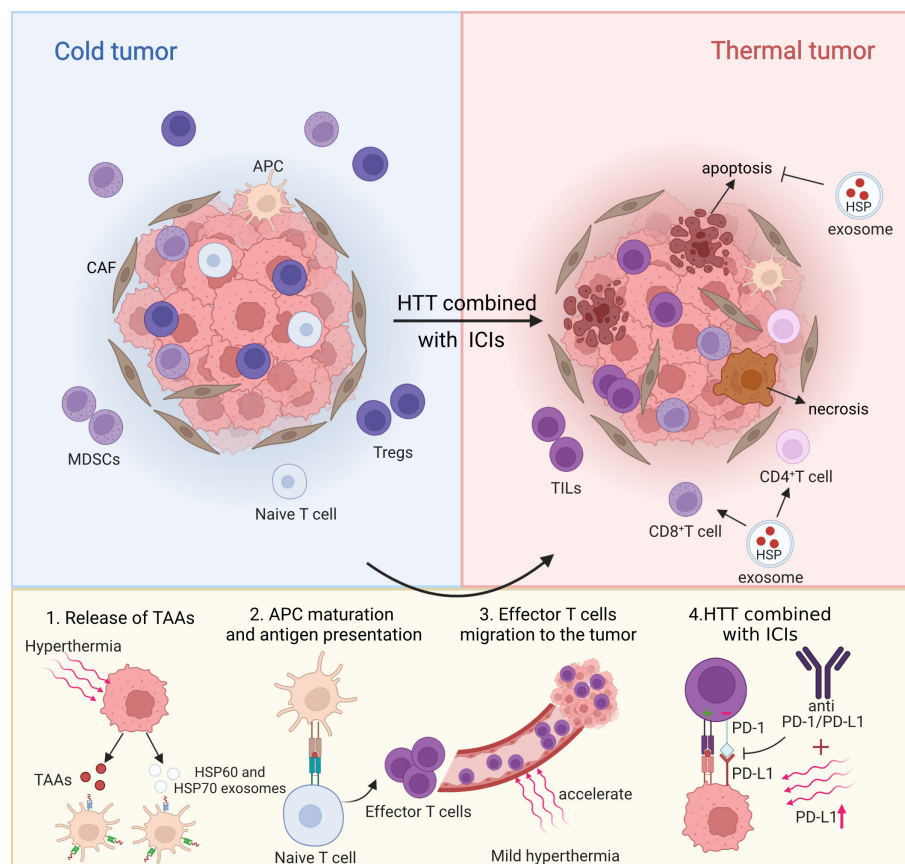 Cold tumor
Thermal tumor
APC
CAF
MDSCs
Tregs
Naive T cell
HTT combined
with ICIs
apoptosis
HSP
exosome
necrosis
TILs
CD4⁺T cell
CD8⁺T cell
HSP
exosome
1. Release of TAAs
Hyperthermia
TAAs
HSP60 and
HSP70 exosomes
2. APC maturation
and antigen presentation
Naive T cell
Effector T cells
3. Effector T cells
migration to the tumor
accelerate
Mild hyperthermia
4.HTT combined
with ICIs
+
−
PD-1
anti
PD-1/PD-L1
+
PD-L1
PD-L1